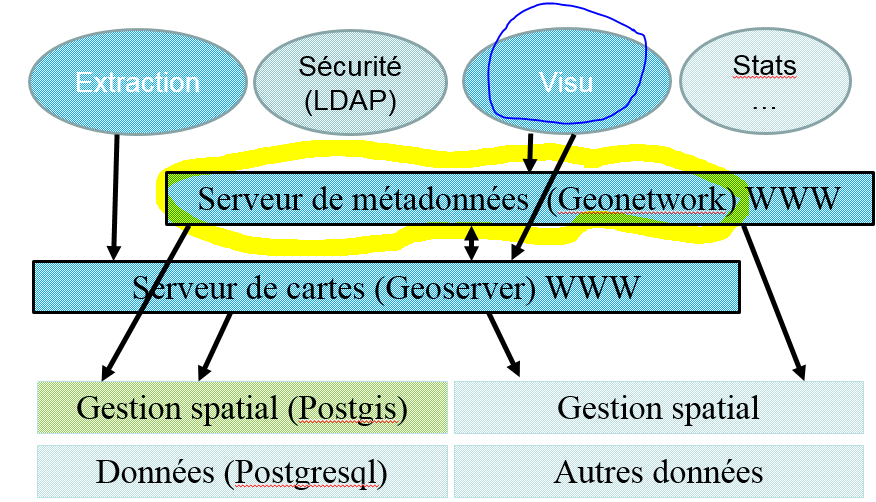 Extraction
Sécurité
(LDAP)
Visu
Stats
...
Serveur de métadonnées (Geonetwork) WWW
Serveur de cartes (Geoserver) WWW
Gestion spatial (Postgis)
Gestion spatial
Données (Postgresql)
Autres données